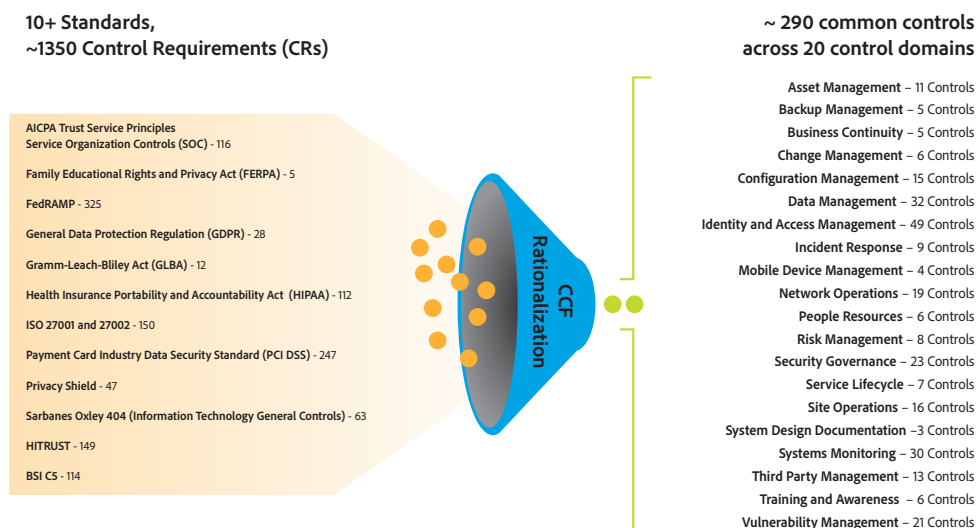 10+ Standards,
~1350 Control Requirements (CRs)
AICPA Trust Service Principles
Service Organization Controls (SOC) - 116
Family Educational Rights and Privacy Act (FERPA) - 5
FedRAMP - 325
General Data Protection Regulation (GDPR) - 28
Gramm-Leach-Bliley Act (GLBA) - 12
Health Insurance Portability and Accountability Act (HIPAA) - 112
ISO 27001 and 27002 - 150
Payment Card Industry Data Security Standard (PCI DSS) - 247
Privacy Shield - 47
Sarbanes Oxley 404 (Information Technology General Controls) - 63
HITRUST - 149
BSI C5 - 114
CCF
Rationalization
~ 290 common controls
across 20 control domains
Asset Management – 11 Controls
Backup Management – 5 Controls
Business Continuity – 5 Controls
Change Management – 6 Controls
Configuration Management – 15 Controls
Data Management – 32 Controls
Identity and Access Management – 49 Controls
Incident Response – 9 Controls
Mobile Device Management – 4 Controls
Network Operations – 19 Controls
People Resources – 6 Controls
Risk Management – 8 Controls
Security Governance – 23 Controls
Service Lifecycle – 7 Controls
Site Operations – 16 Controls
System Design Documentation –3 Controls
Systems Monitoring – 30 Controls
Third Party Management – 13 Controls
Training and Awareness – 6 Controls
Vulnerability Management – 21 Controls